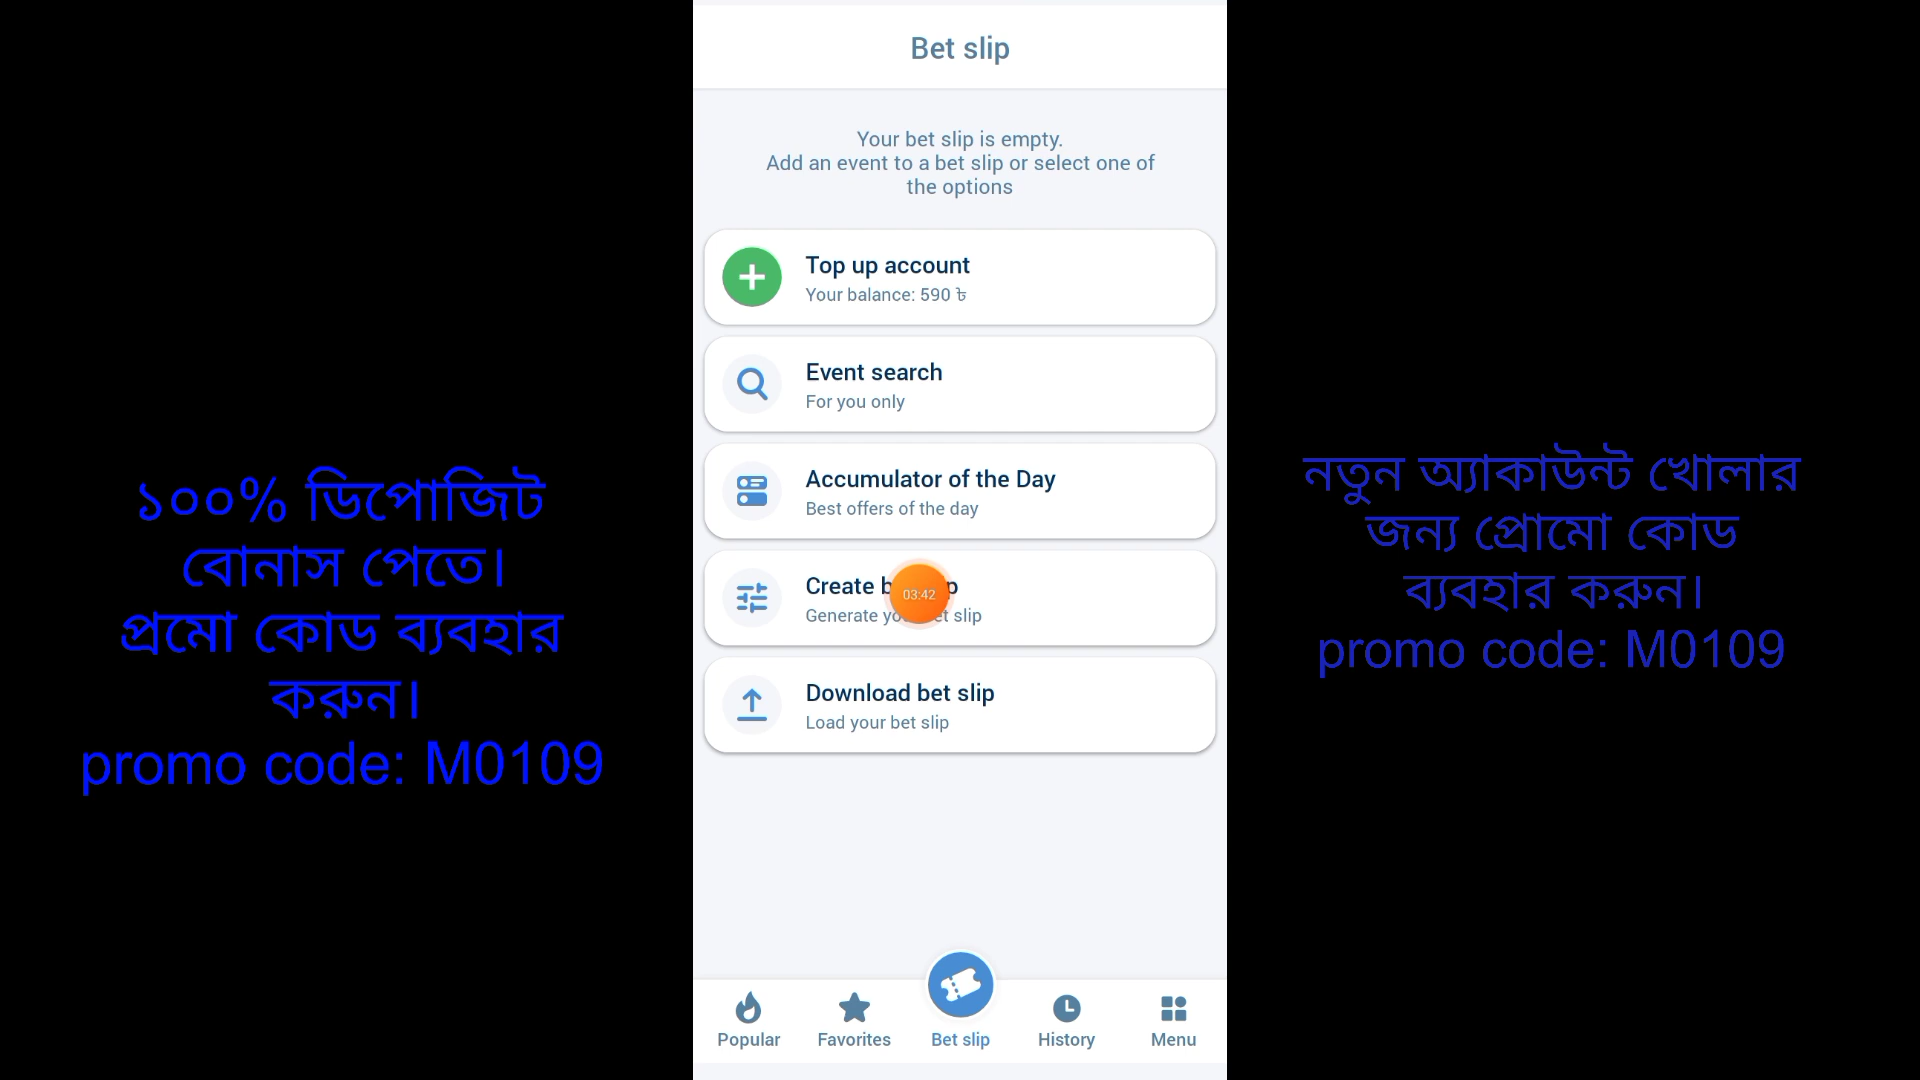 Bet slip
Your bet slip is empty.
Add an event to a bet slip or select one of
the options
Top up account
Your balance: 590 ৳
Event search
For you only
Accumulator of the Day
Best offers of the day
Create
Generate slip
03:42
Download bet slip
Load your bet slip
Popular
Favorites
Bet slip
History
Menu
১০০% ডিপোজিট
বোনাস পেতে।
প্রমো কোড ব্যবহার
করুন।
promo code: M0109
নতুন অ্যাকাউন্ট খোলার
জন্য প্রোমো কোড
ব্যবহার করুন।
promo code: M0109